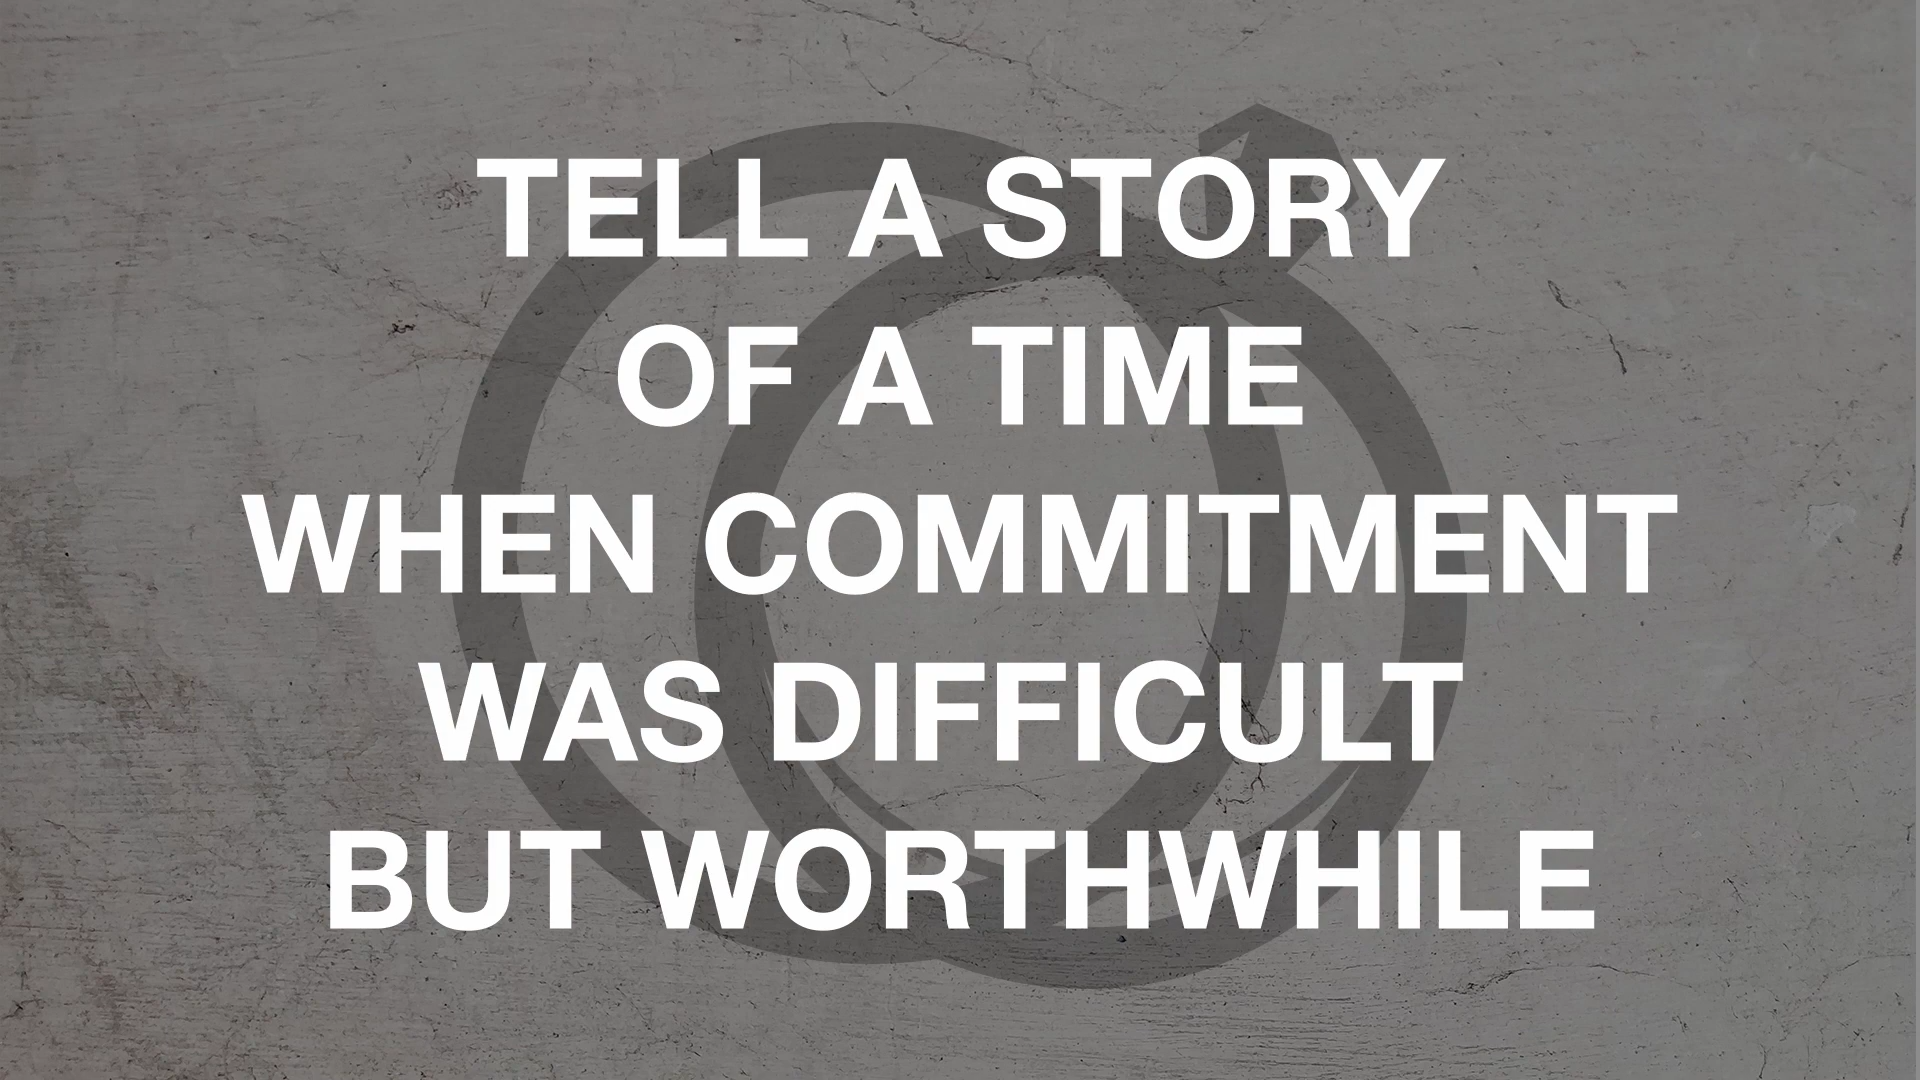 TELL A STORY
OF A TIME
WHEN COMMITMENT
WAS DIFFICULT
BUT WORTHWHILE